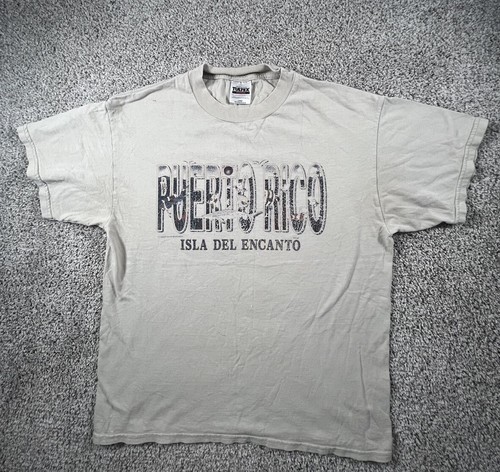 PUERTO RICO
ISLA DEL ENCANTO